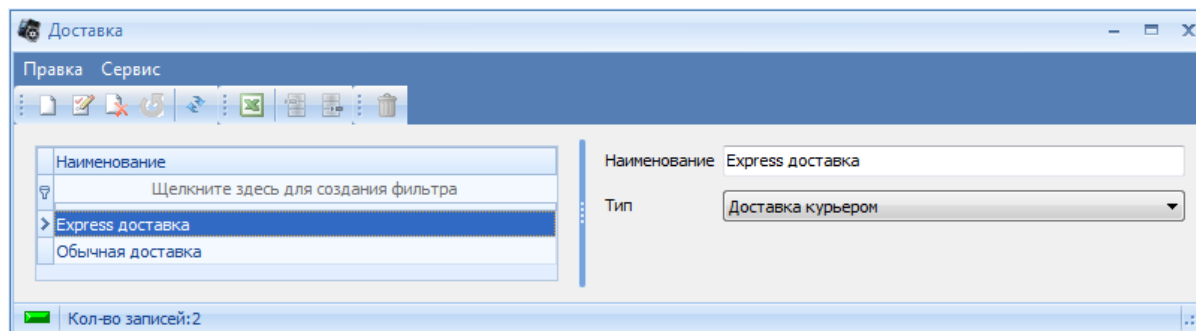 Доставка
Правка Сервис
Наименование
Щелкните здесь для создания фильтра
Express доставка
Обычная доставка
Наименование Express доставка
Тип Доставка курьером
Кол-во записей:2